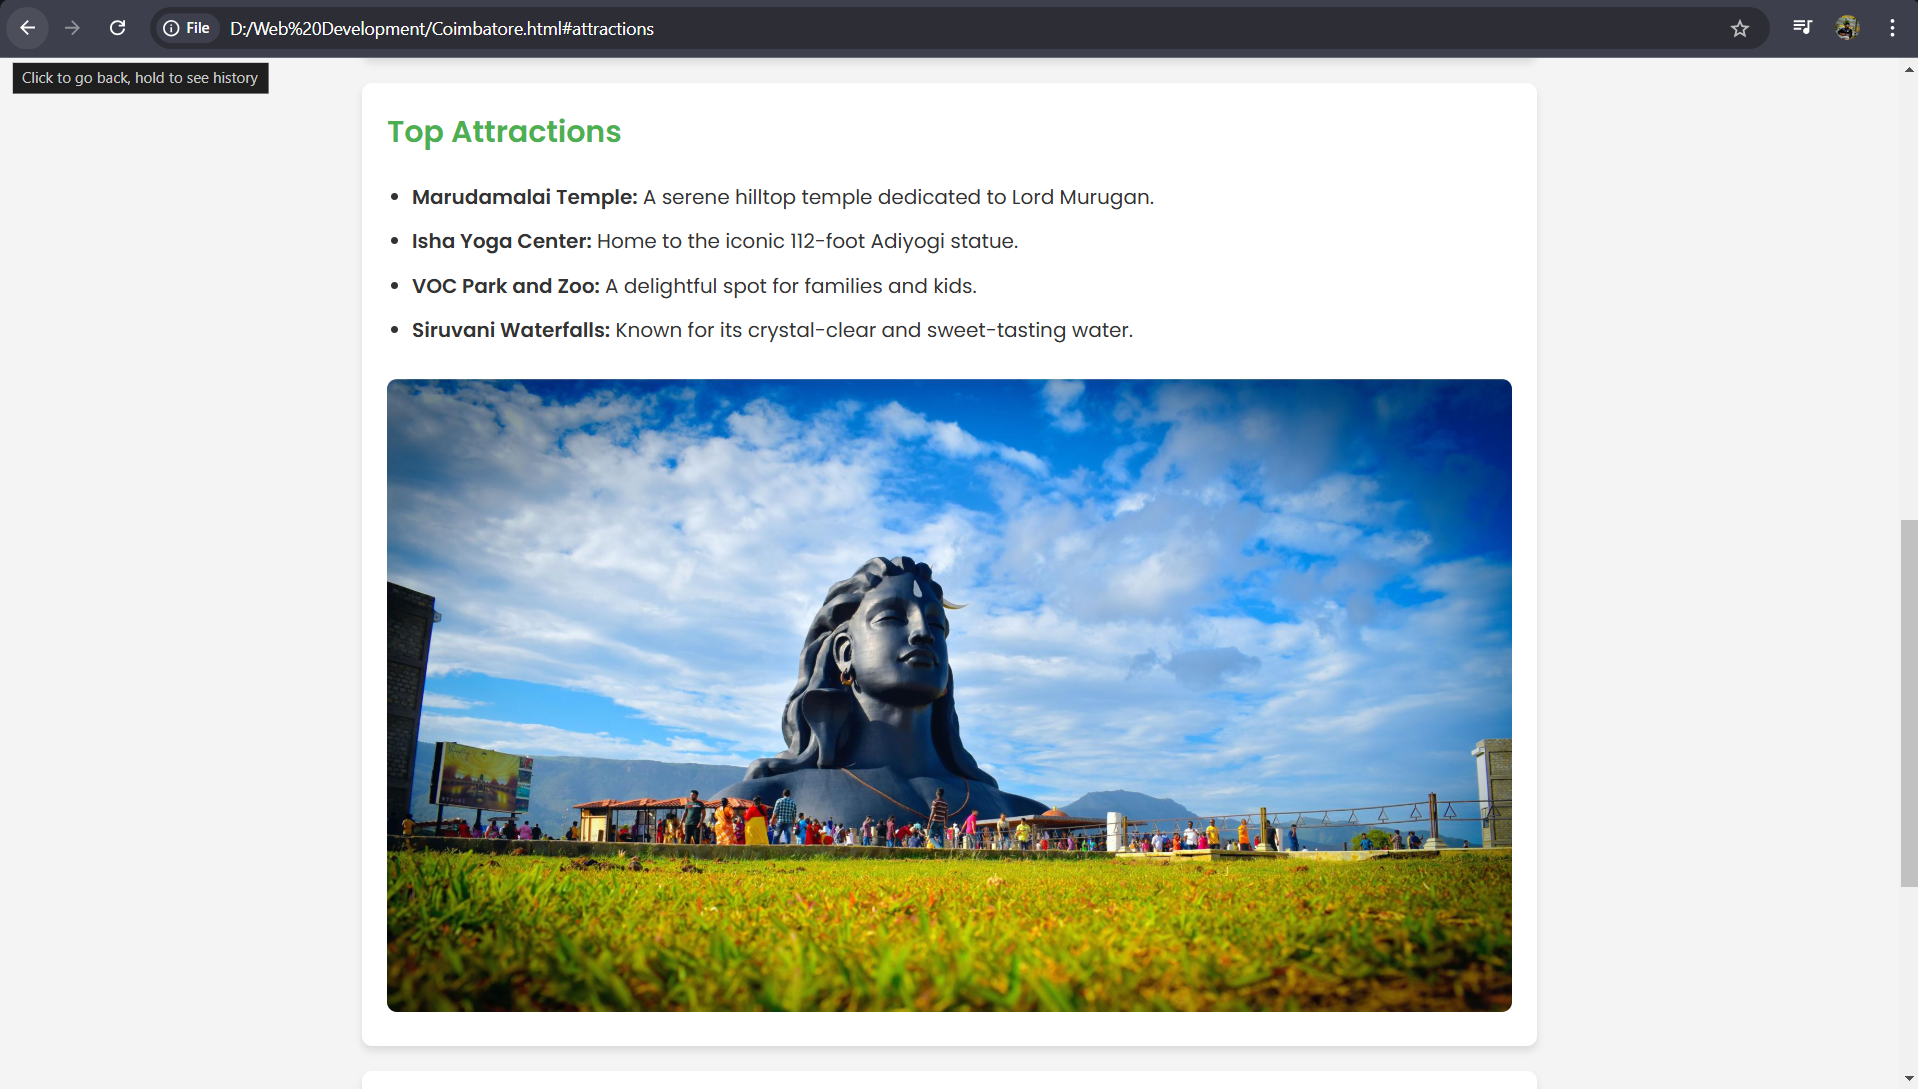 File
D:/Web%20Development/Coimbatore.html#attractions
Click to go back, hold to see history
Top Attractions
• Marudamalai Temple: A serene hilltop temple dedicated to Lord Murugan.
• Isha Yoga Center: Home to the iconic 112-foot Adiyogi statue.
• VOC Park and Zoo: A delightful spot for families and kids.
• Siruvani Waterfalls: Known for its crystal-clear and sweet-tasting water.